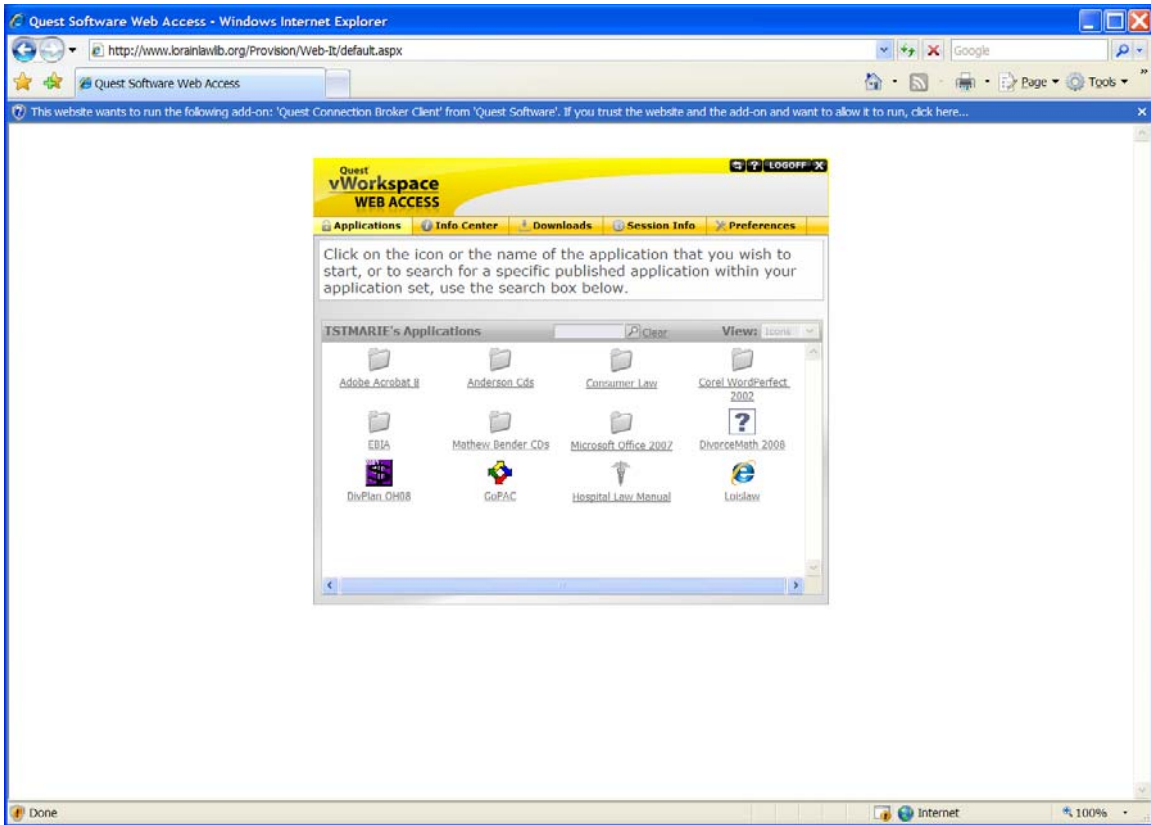 Quest Software Web Access - Windows Internet Explorer
http://www.lorainlawlib.org/Provision/Web-It/default.aspx
Google
Quest Software Web Access
Page
Tools
This website wants to run the following add-on: 'Quest Connection Broker Client' from 'Quest Software'. If you trust the website and the add-on and want to allow it to run, click here...
Quest
vWorkspace
WEB ACCESS
? LOGOFF X
Applications Info Center Downloads Session Info Preferences
Click on the icon or the name of the application that you wish to
start, or to search for a specific published application within your
application set, use the search box below.
TSTMARIE's Applications Clear View: Icons
Adobe Acrobat 8 Anderson Cds Consumer Law Corel WordPerfect
2002
EBIA Mathew Bender CDs Microsoft Office 2007 DivorceMath 2008
DivPlan OH08 GoPAC Hospital Law Manual Loislaw
Done Internet 100%